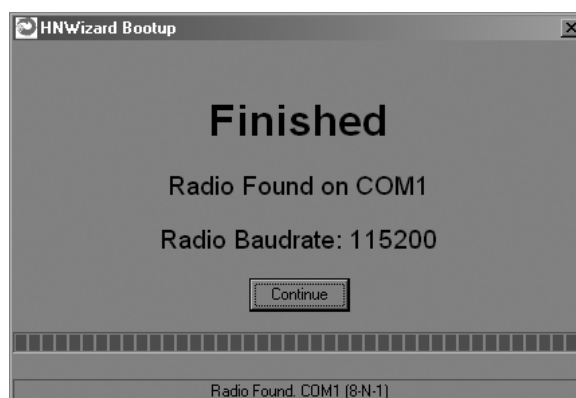 HNWizard Bootup
Finished
Radio Found on COM1
Radio Baudrate: 115200
Continue
Radio Found. COM1 (8-N-1)